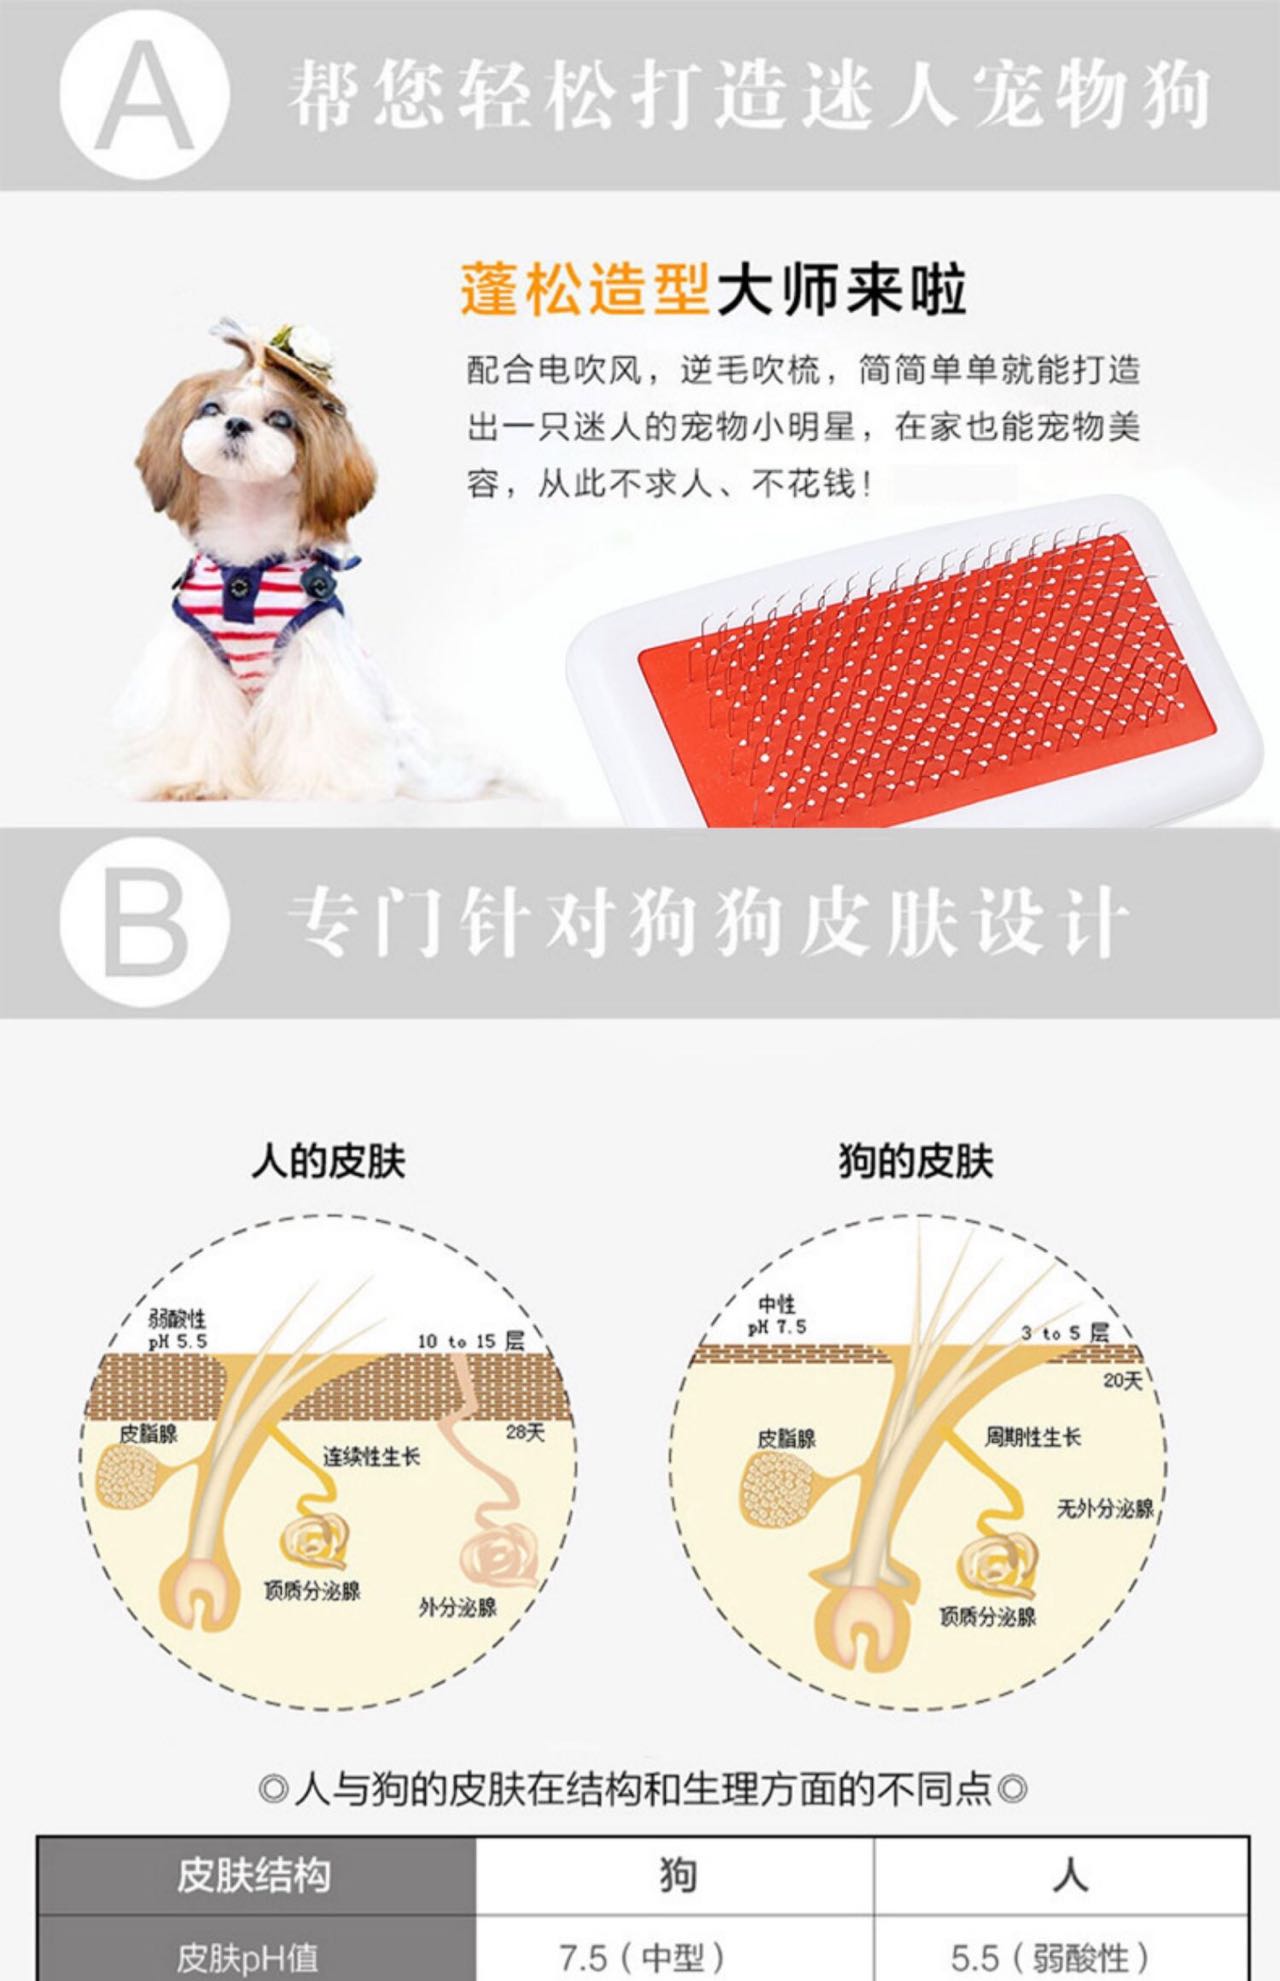 A
帮您轻松打造迷人宠物狗
蓬松造型大师来啦
配合电吹风，逆毛吹梳，简简单单就能打造
出一只迷人的宠物小明星，在家也能宠物美
容，从此不求人、不花钱！
B
专门针对狗狗皮肤设计
人的皮肤
弱酸性
pH 5.5
10 to 15 层
28天
皮脂腺
连续性生长
顶质分泌腺
外分泌腺
狗的皮肤
中性
pH 7.5
3 to 5 层
20天
皮脂腺
周期性生长
无外分泌腺
顶质分泌腺
◎人与狗的皮肤在结构和生理方面的不同点◎
皮肤结构 狗 人
皮肤pH值 7.5（中型） 5.5（弱酸性）